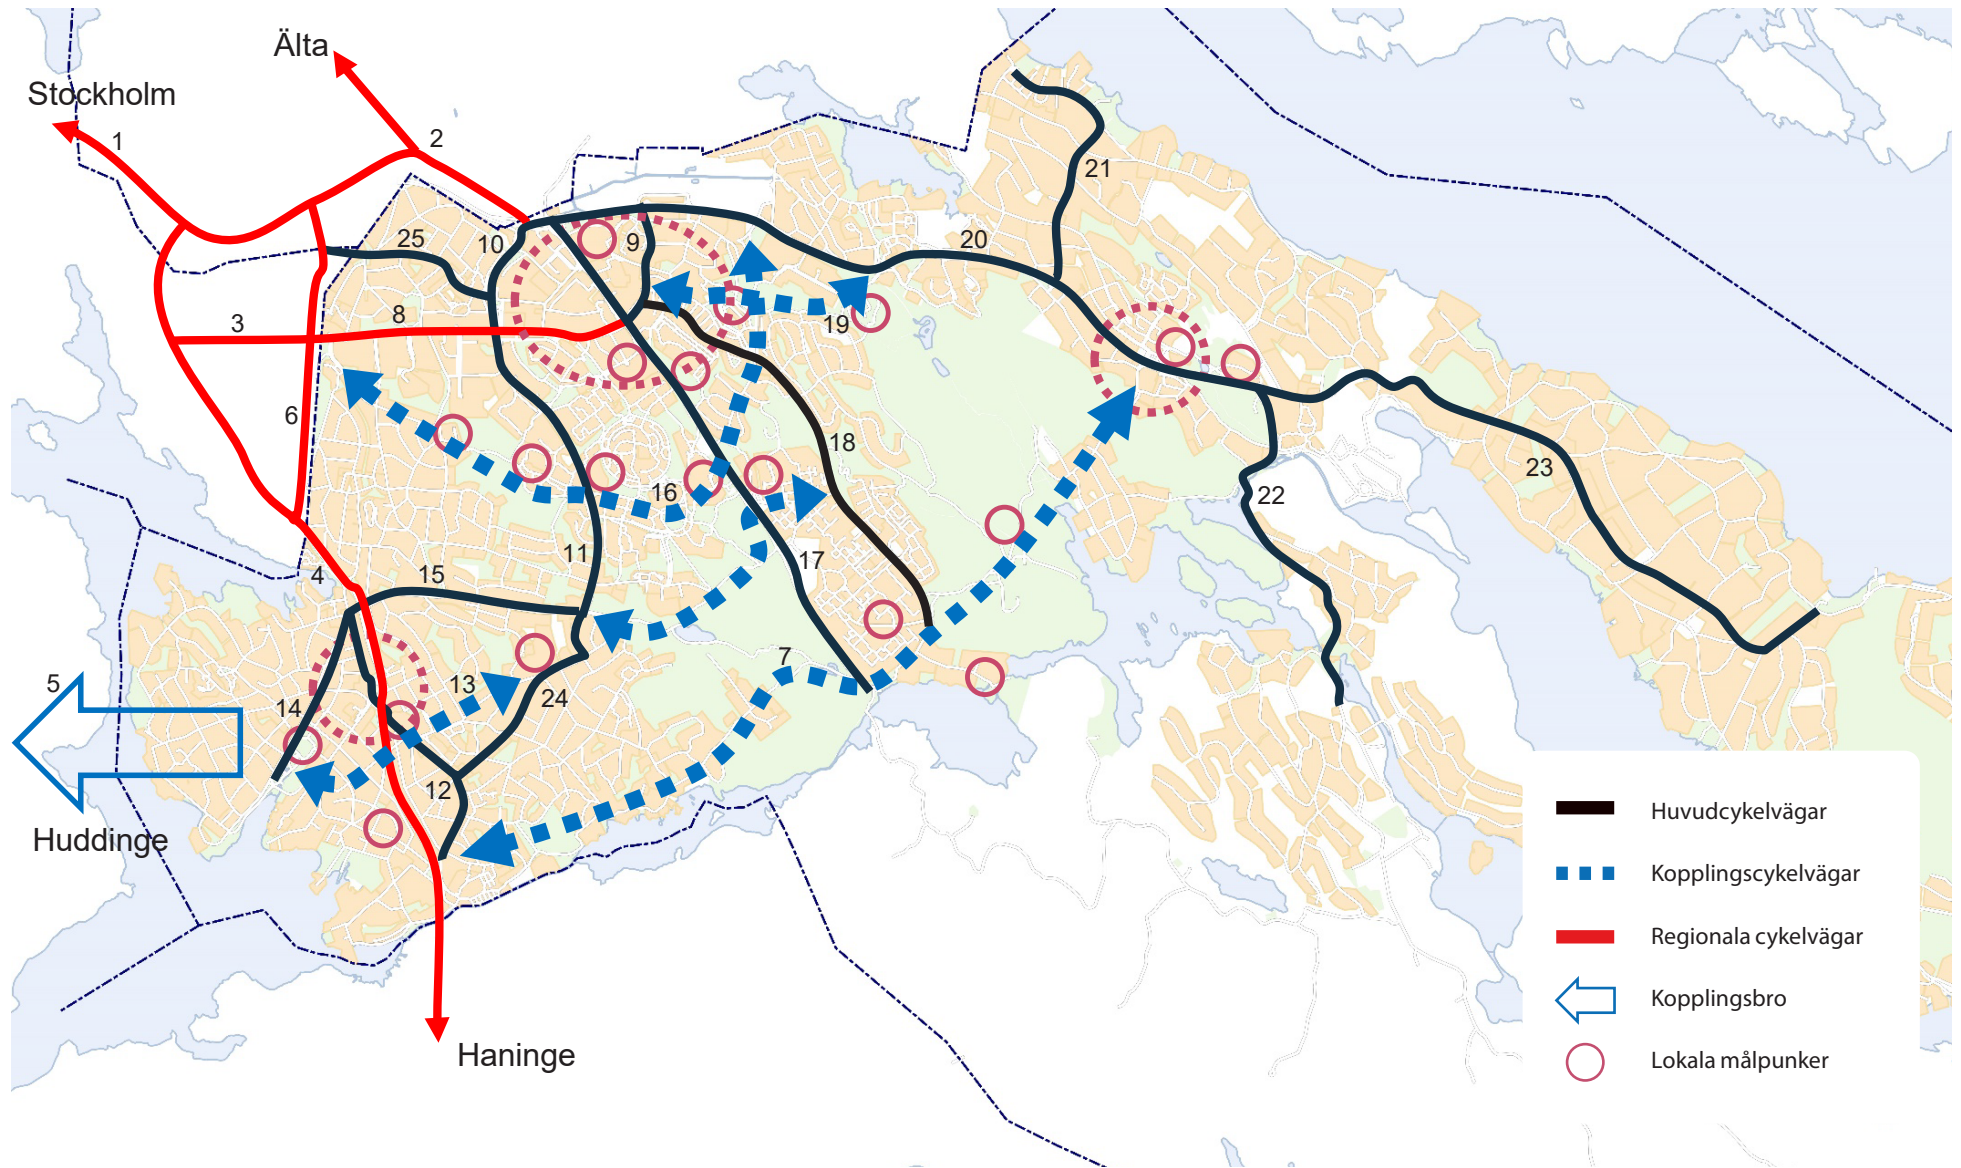 Älta
Stockholm
1
2
21
25
10
9
20
3
8
19
6
18
16
23
22
11
17
4
15
7
5
13
14
24
12
Huddinge
Haninge
Huvudcykelvägar
Kopplingscykelvägar
Regionala cykelvägar
Kopplingsbro
Lokala målpunker